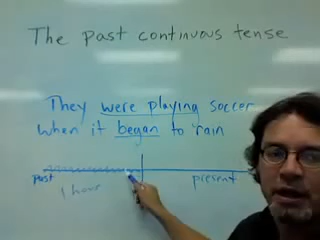 The past continuous tense
They were playing soccer
when it began to rain
past present
1 hour